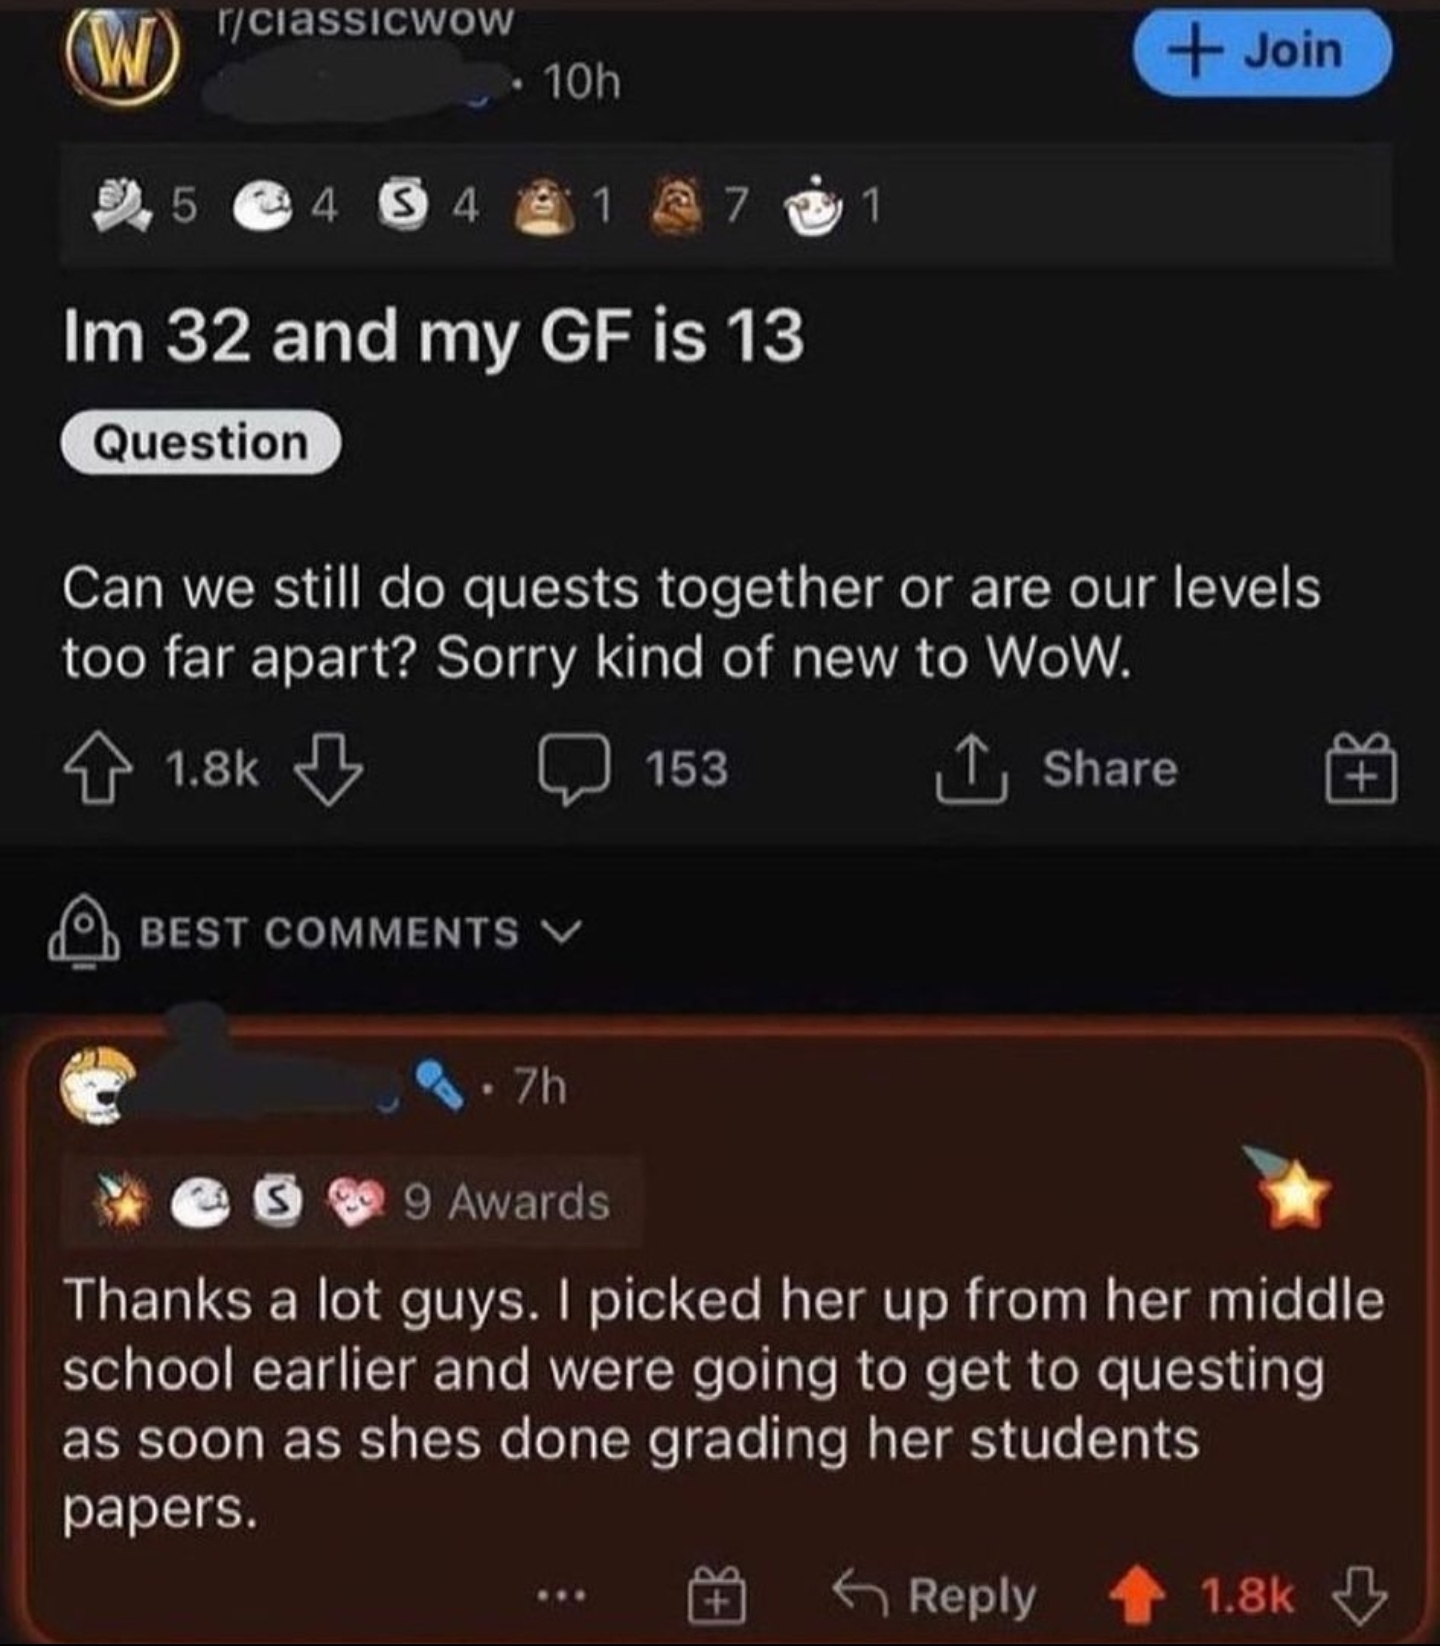 r/classicwow
· 10h
+ Join
5 4 S 4 1 7 1
Im 32 and my GF is 13
Question
Can we still do quests together or are our levels
too far apart? Sorry kind of new to WoW.
1.8k 153 Share
BEST COMMENTS
· 7h
S 9 Awards
Thanks a lot guys. I picked her up from her middle
school earlier and were going to get to questing
as soon as shes done grading her students
papers.
... Reply 1.8k